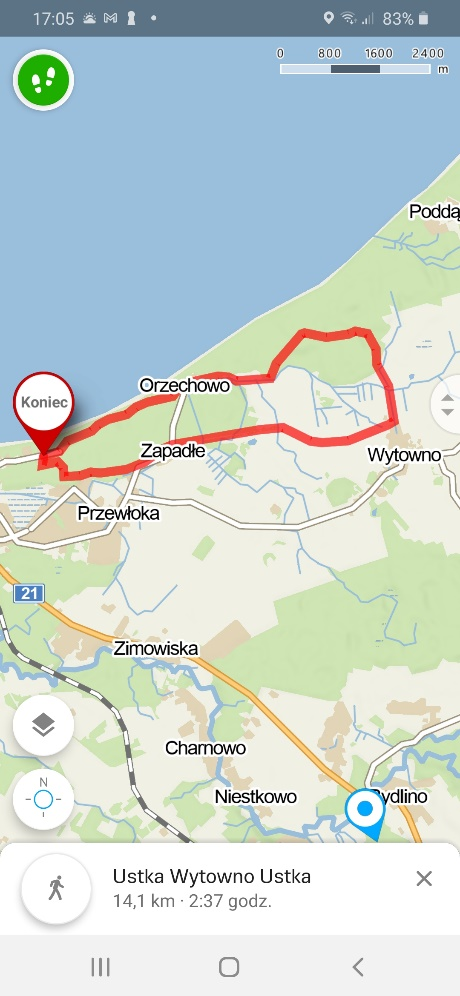 17:05
83%
0 800 1600 2400
m
Poddą
Orzechowo
Koniec
Zapadłe
Wytowno
Przewłoka
21
Zimowiska
Charnowo
N
Niestkowo
Bydlino
Ustka Wytowno Ustka
14,1 km · 2:37 godz.